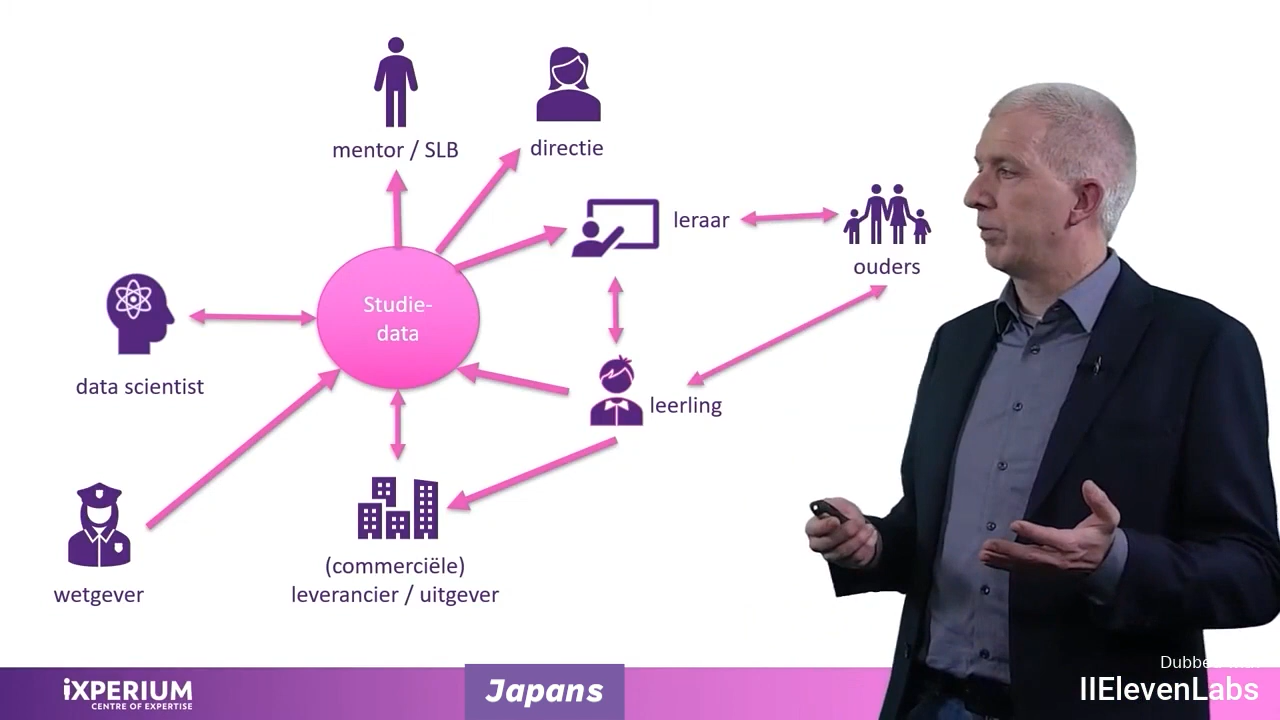 mentor / SLB
directie
leraar
ouders
Studie-
data
data scientist
leerling
wetgever
(commerciële)
leverancier / uitgever
iXPERIUM
CENTRE OF EXPERTISE
Japans
IIElevenLabs